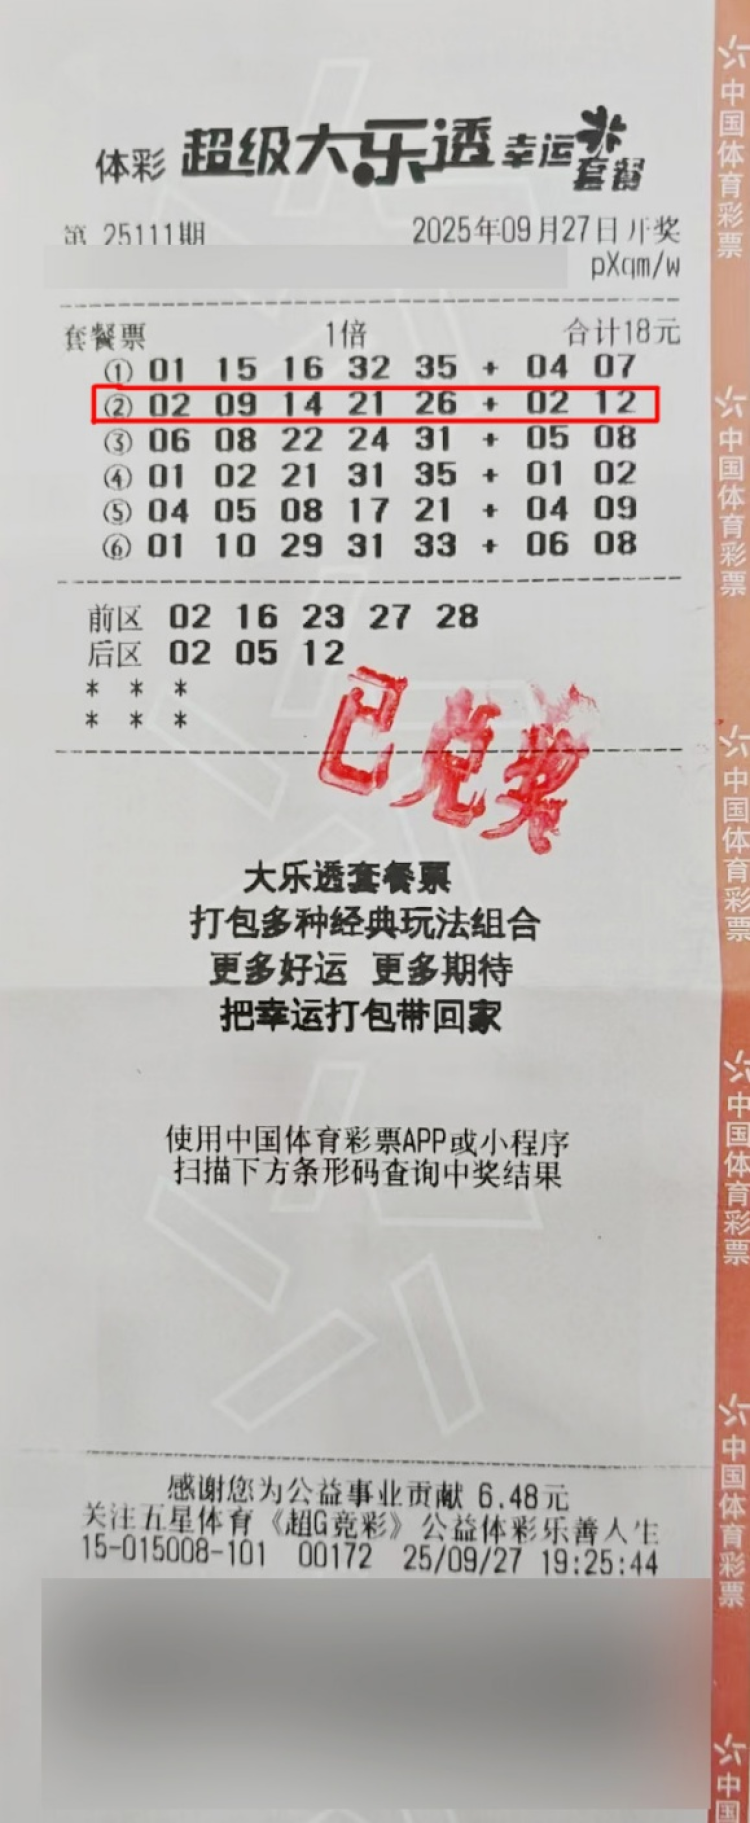 体彩 超级大乐透 幸运套餐
第 25111期 2025年09月27日开奖
pXqm/w
套餐票 1倍 合计18元
① 01 15 16 32 35 + 04 07
② 02 09 14 21 26 + 02 12
③ 06 08 22 24 31 + 05 08
④ 01 02 21 31 35 + 01 02
⑤ 04 05 08 17 21 + 04 09
⑥ 01 10 29 31 33 + 06 08
前区 02 16 23 27 28
后区 02 05 12
* * *
* * *
已兑奖
大乐透套餐票
打包多种经典玩法组合
更多好运 更多期待
把幸运打包带回家
使用中国体育彩票APP或小程序
扫描下方条形码查询中奖结果
感谢您为公益事业贡献 6.48元
关注五星体育《超G竞彩》公益体彩乐善人生
15-015008-101 00172 25/09/27 19:25:44
中国体育彩票
中国体育彩票
中国体育彩票
中国体育彩票
中国体育彩票
中国